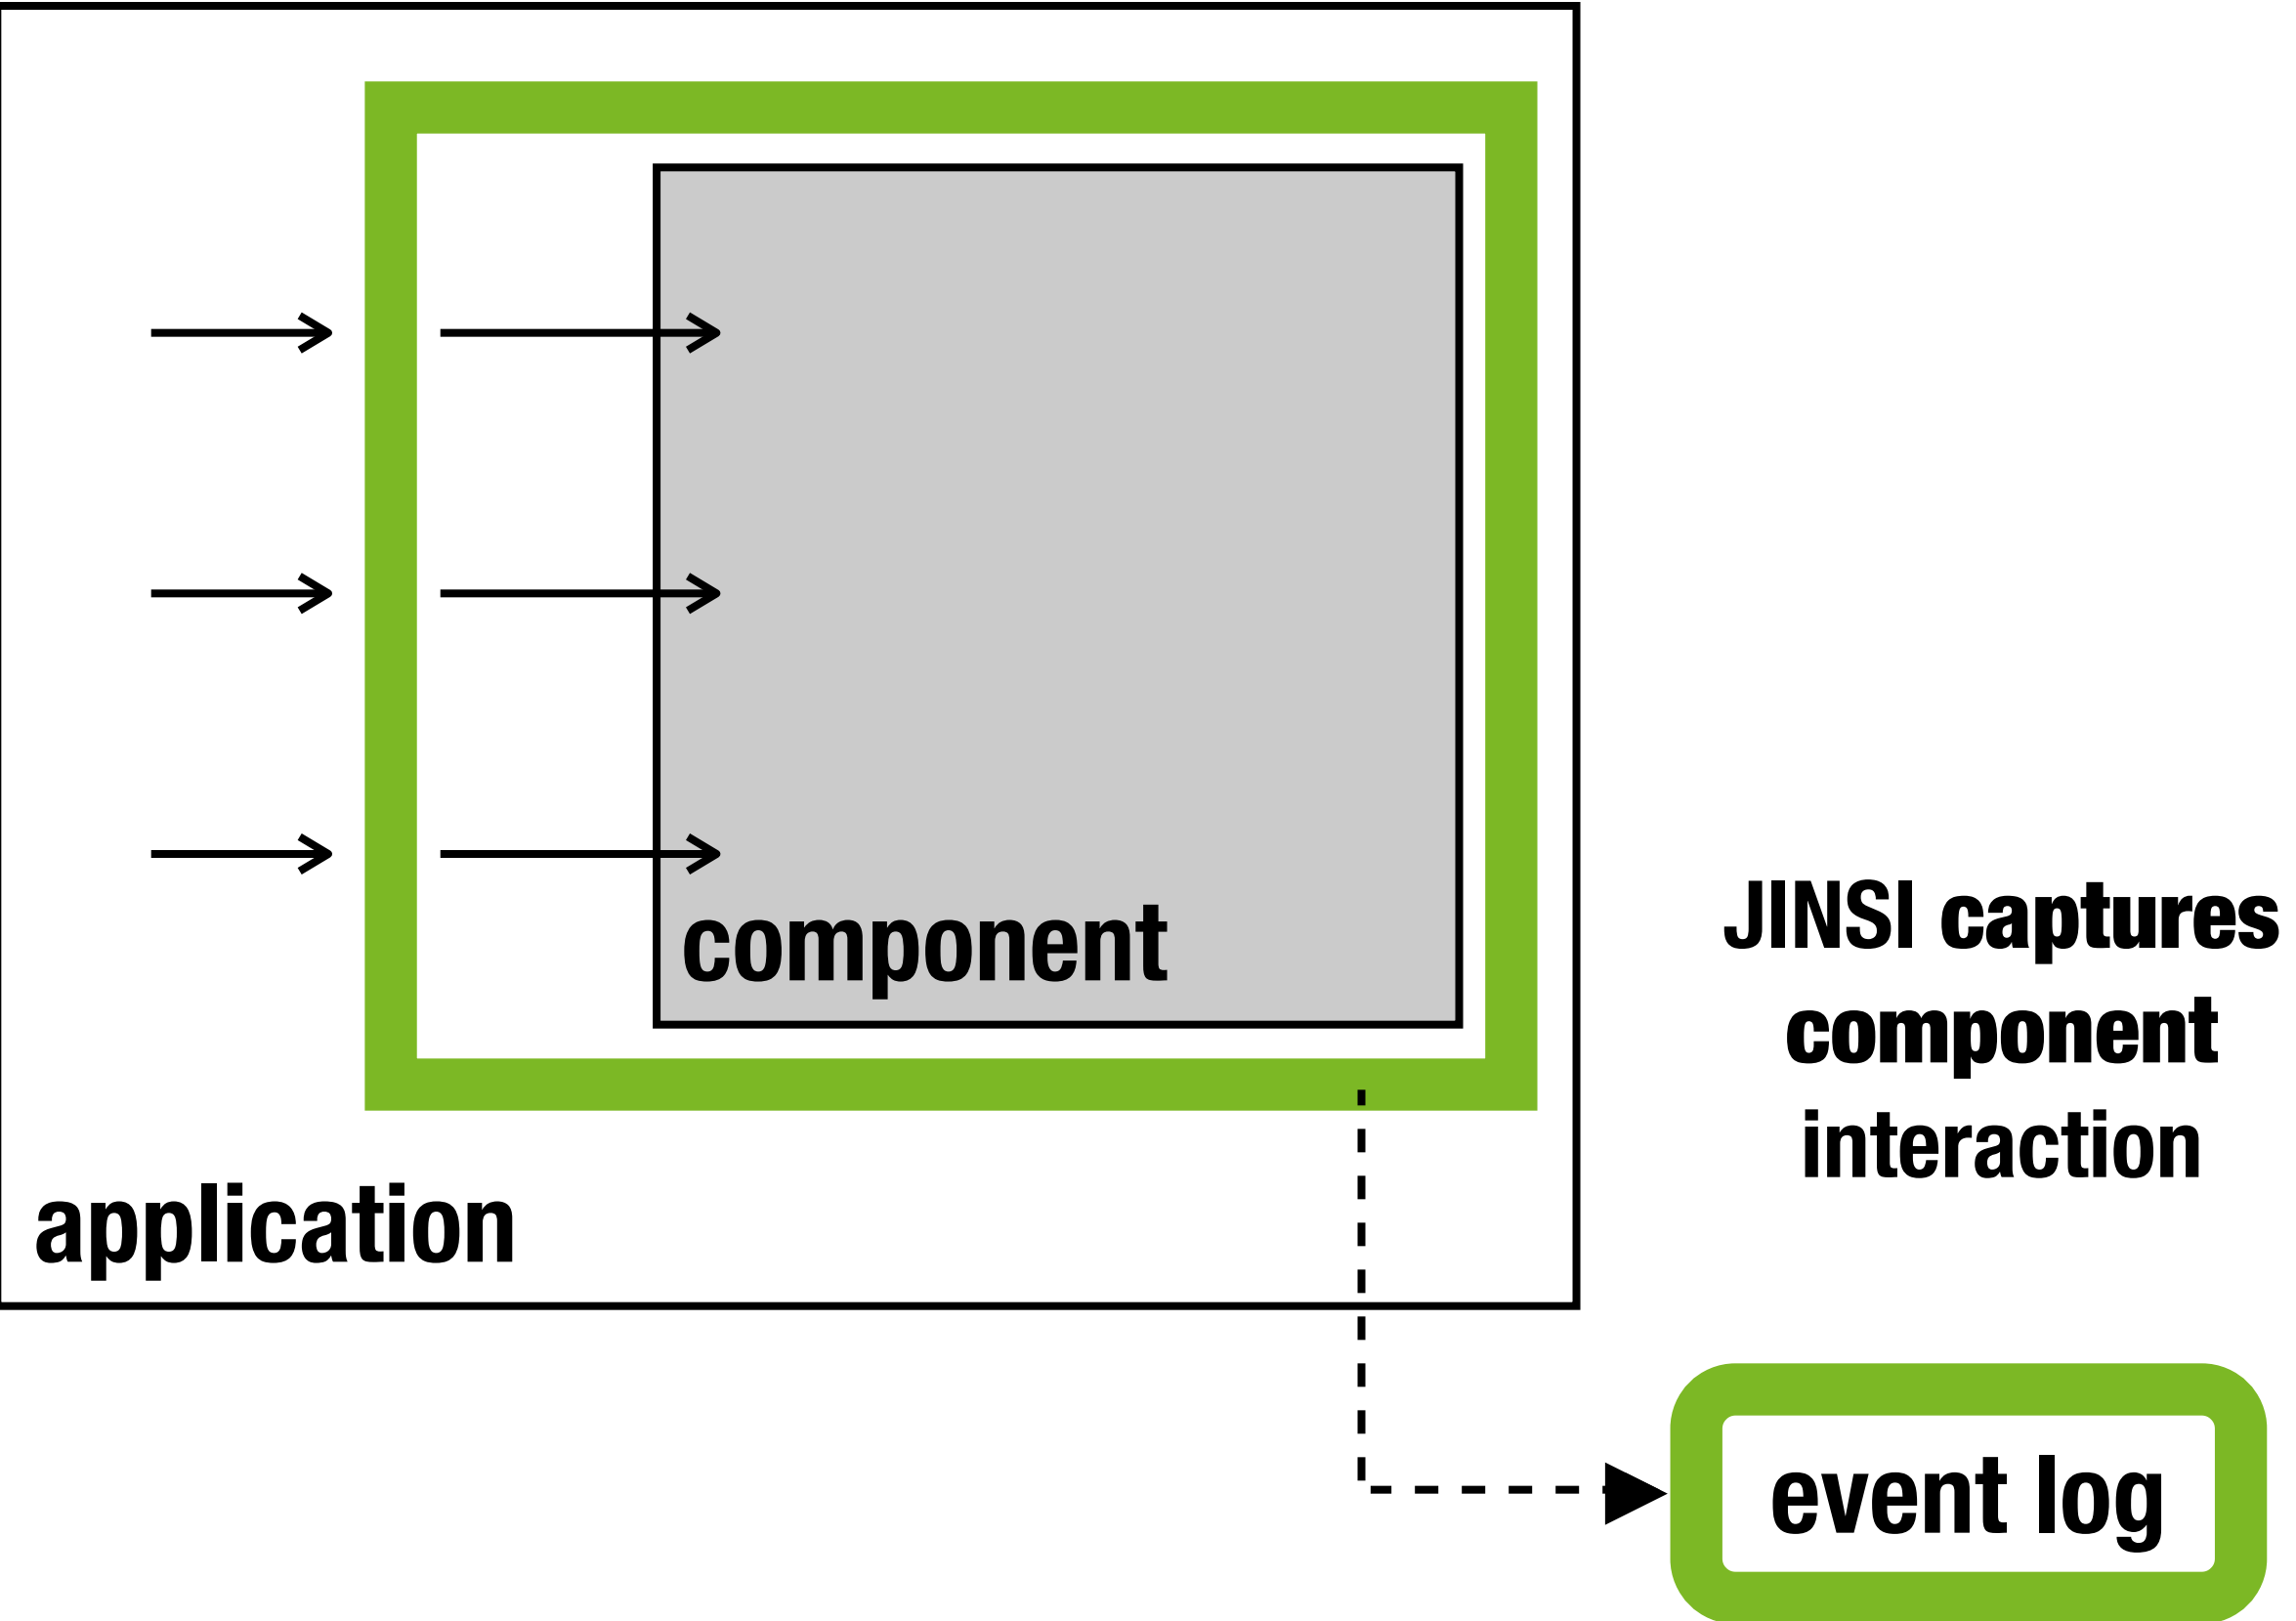 component
application
JINSI captures
component
interaction
event log